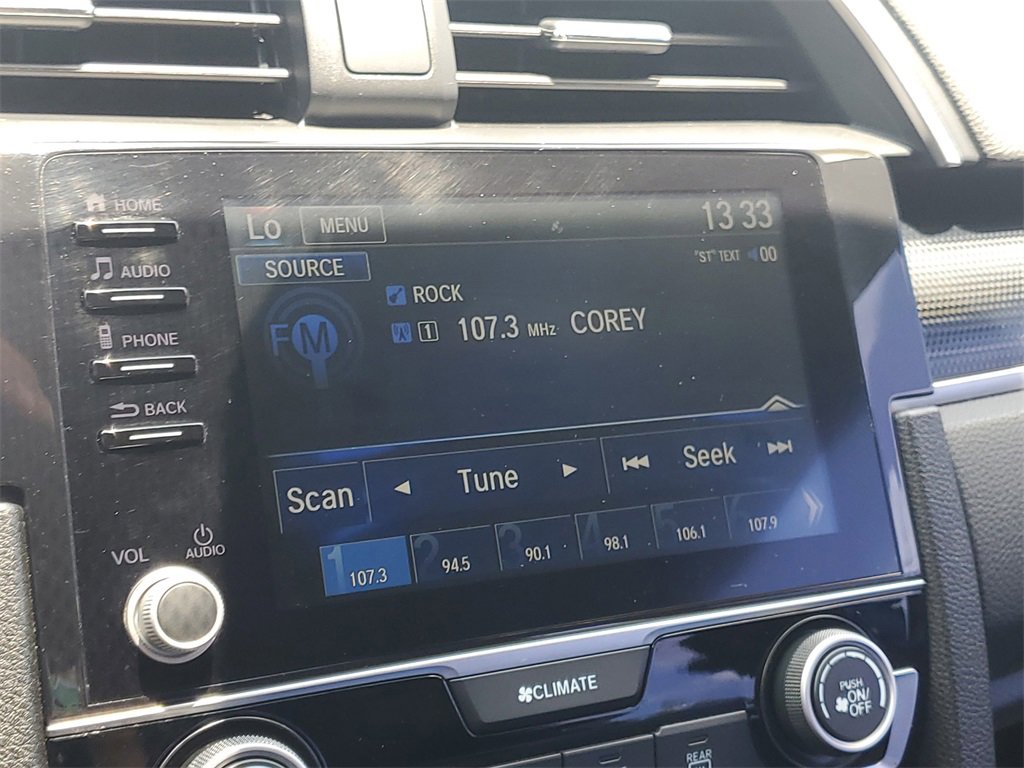 HOME
AUDIO
PHONE
BACK
VOL
AUDIO
Lo MENU 13 33
SOURCE "ST" TEXT 00
FM
ROCK
1 107.3 MHz COREY
Scan Tune Seek
1 107.3 2 94.5 3 90.1 4 98.1 5 106.1 6 107.9
CLIMATE
PUSH
ON/
OFF
REAR